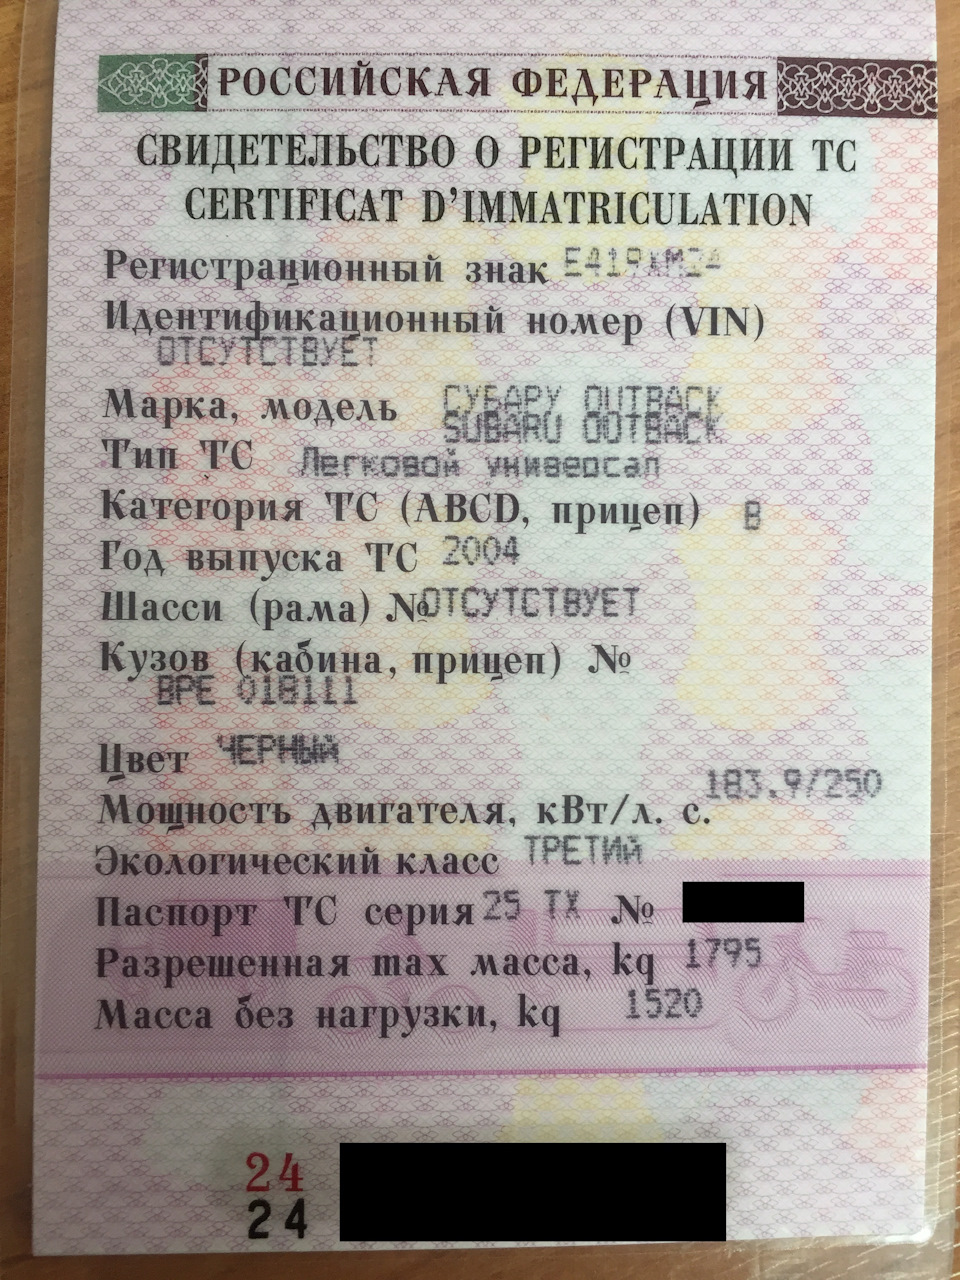 РОССИЙСКАЯ ФЕДЕРАЦИЯ
СВИДЕТЕЛЬСТВО О РЕГИСТРАЦИИ ТС
CERTIFICAT D'IMMATRICULATION
Регистрационный знак Е419ХМ24
Идентификационный номер (VIN)
ОТСУТСТВУЕТ
Марка, модель СУБАРУ OUTBACK
SUBARU OUTBACK
Тип ТС Легковой универсал
Категория ТС (ABCD, прицеп) В
Год выпуска ТС 2004
Шасси (рама) № ОТСУТСТВУЕТ
Кузов (кабина, прицеп) №
ВРЕ 018111
Цвет ЧЕРНЫЙ
Мощность двигателя, кВт/л. с. 183.9/250
Экологический класс ТРЕТИЙ
Паспорт ТС серия 25 ТХ №
Разрешенная max масса, kq 1795
Масса без нагрузки, kq 1520
24
24